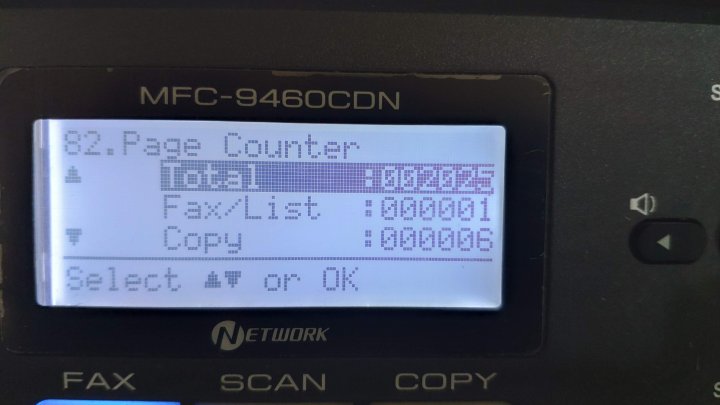 MFC-9460CDN
82.Page Counter
▲ Total :002025
Fax/List :000001
▼ Copy :000006
Select ▲▼ or OK
NETWORK
FAX SCAN COPY